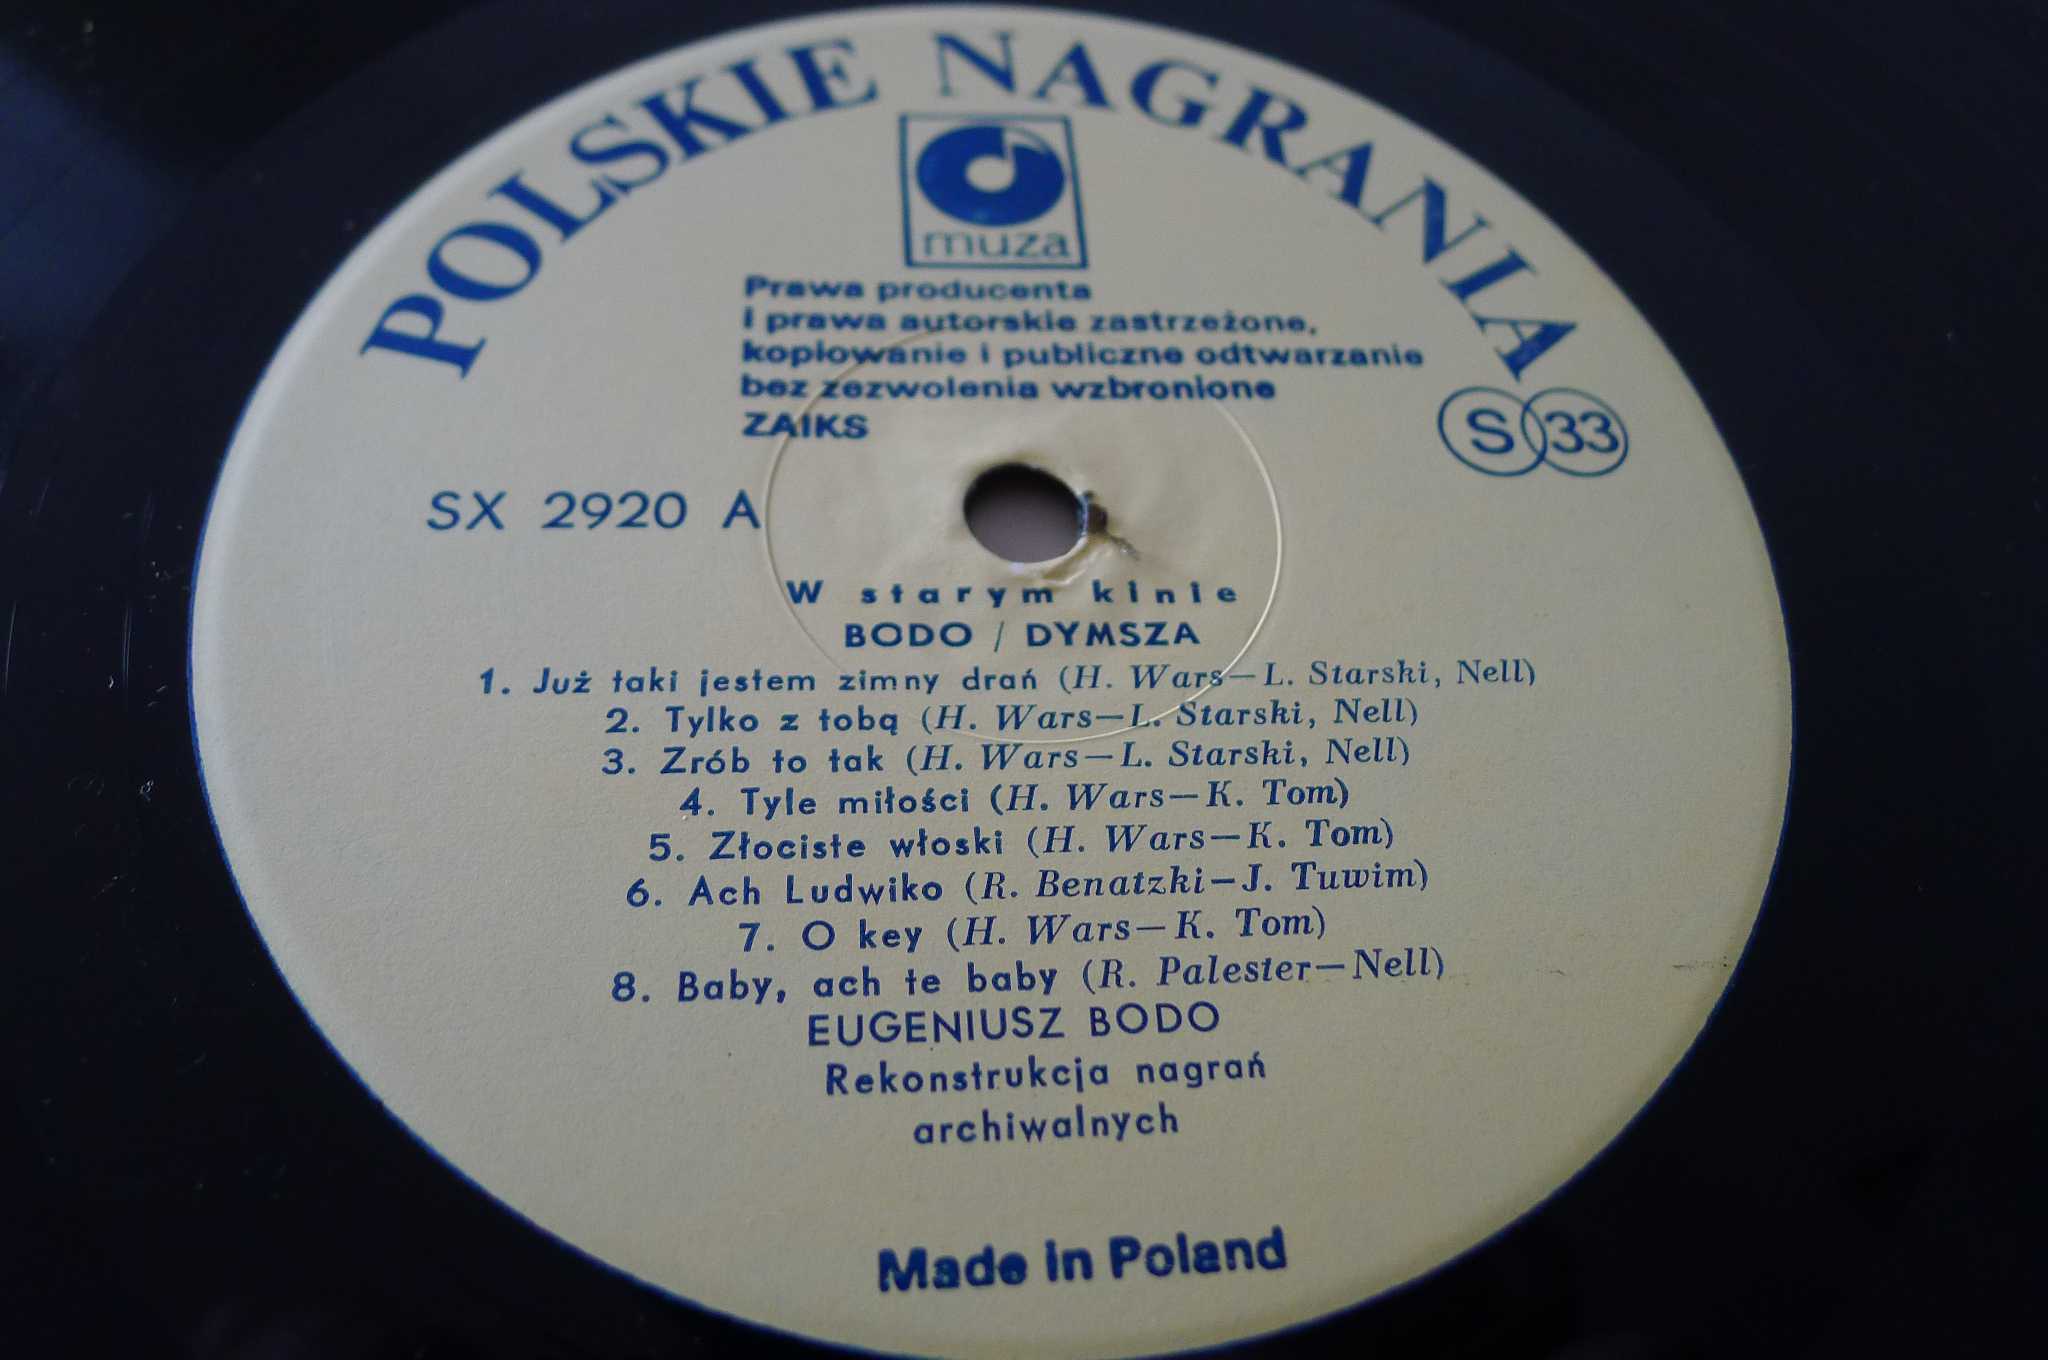 POLSKIE NAGRANIA
muza
Prawa producenta
i prawa autorskie zastrzeżone,
kopiowanie i publiczne odtwarzanie
bez zezwolenia wzbronione
ZAIKS
S 33
SX 2920 A
W starym kinie
BODO / DYMSZA
1. Już taki jestem zimny drań (H. Wars—L. Starski, Nell)
2. Tylko z tobą (H. Wars—L. Starski, Nell)
3. Zrób to tak (H. Wars—L. Starski, Nell)
4. Tyle miłości (H. Wars—K. Tom)
5. Złociste włoski (H. Wars—K. Tom)
6. Ach Ludwiko (R. Benatzki—J. Tuwim)
7. O key (H. Wars—K. Tom)
8. Baby, ach te baby (R. Palester—Nell)
EUGENIUSZ BODO
Rekonstrukcja nagrań
archiwalnych
Made in Poland